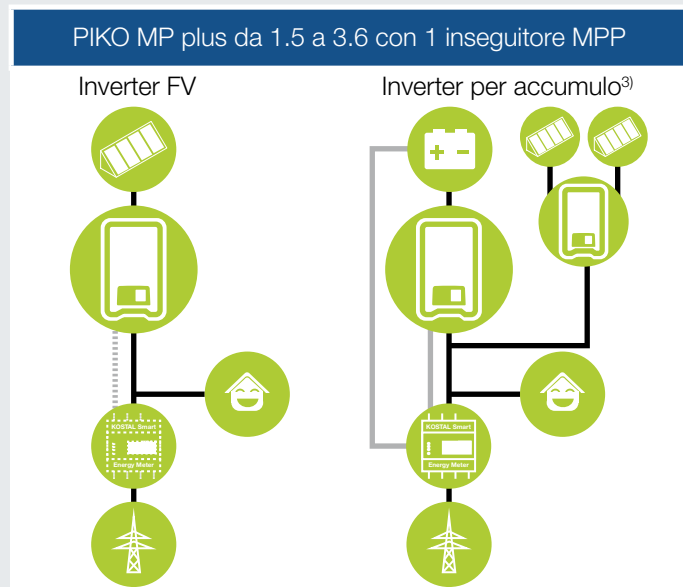 PIKO MP plus da 1.5 a 3.6 con 1 inseguitore MPP
Inverter FV
Inverter per accumulo³⁾
+ -
KOSTAL Smart
Energy Meter
KOSTAL Smart
Energy Meter